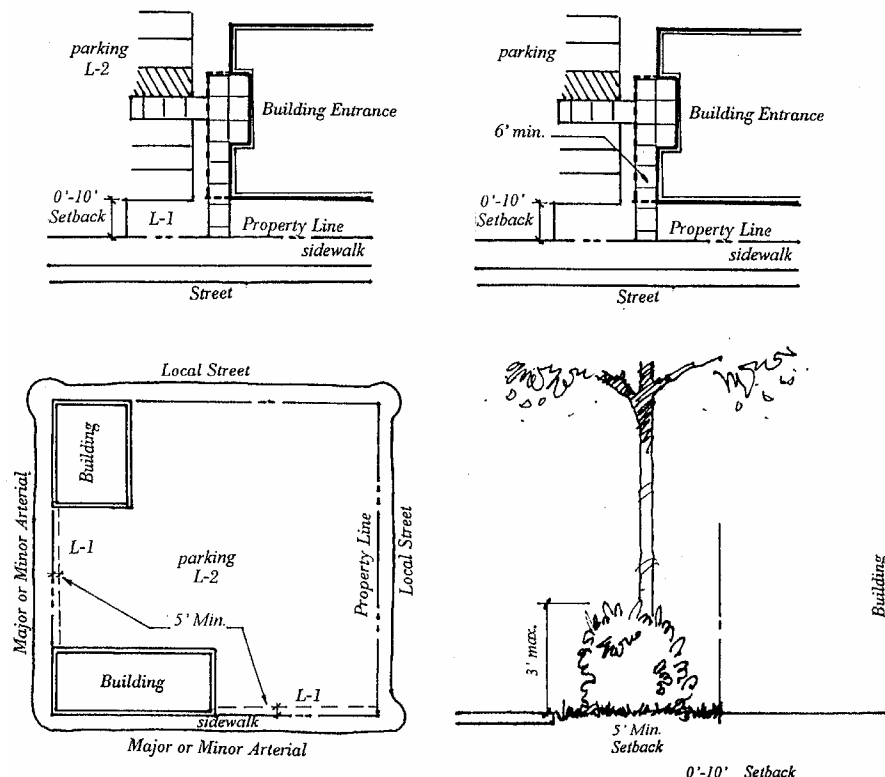 parking
L-2
Building Entrance
0'-10'
Setback
L-1
Property Line
sidewalk
Street
parking
Building Entrance
6' min.
0'-10'
Setback
Property Line
sidewalk
Street
Local Street
Building
Major or Minor Arterial
L-1
parking
L-2
Property Line
Local Street
5' Min.
Building
L-1
sidewalk
Major or Minor Arterial
3' max.
Building
5' Min.
Setback
0'-10' Setback